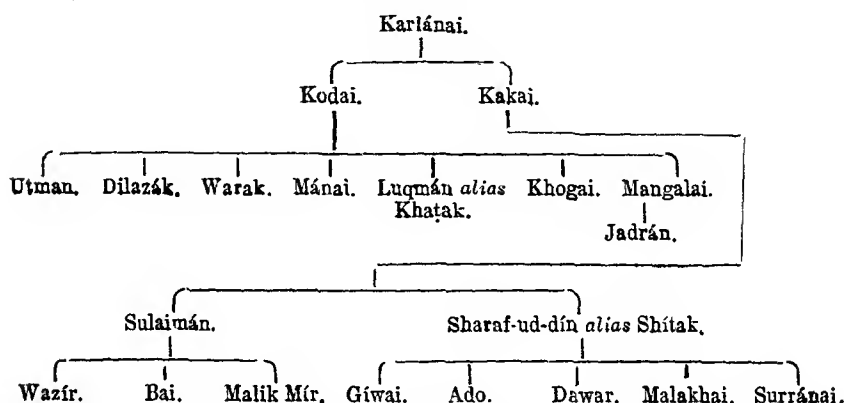 Karlánai.
Kodai. Kakai.
Utman. Dilazák. Warak. Mánai. Luqmán alias Khogai. Mangalai.
Khaṭak.
Jadrán.
Sulaimán. Sharaf-ud-dín alias Shítak.
Wazír. Bai. Malik Mír. Gíwai. Ado. Dawar. Malakhai. Surránai.